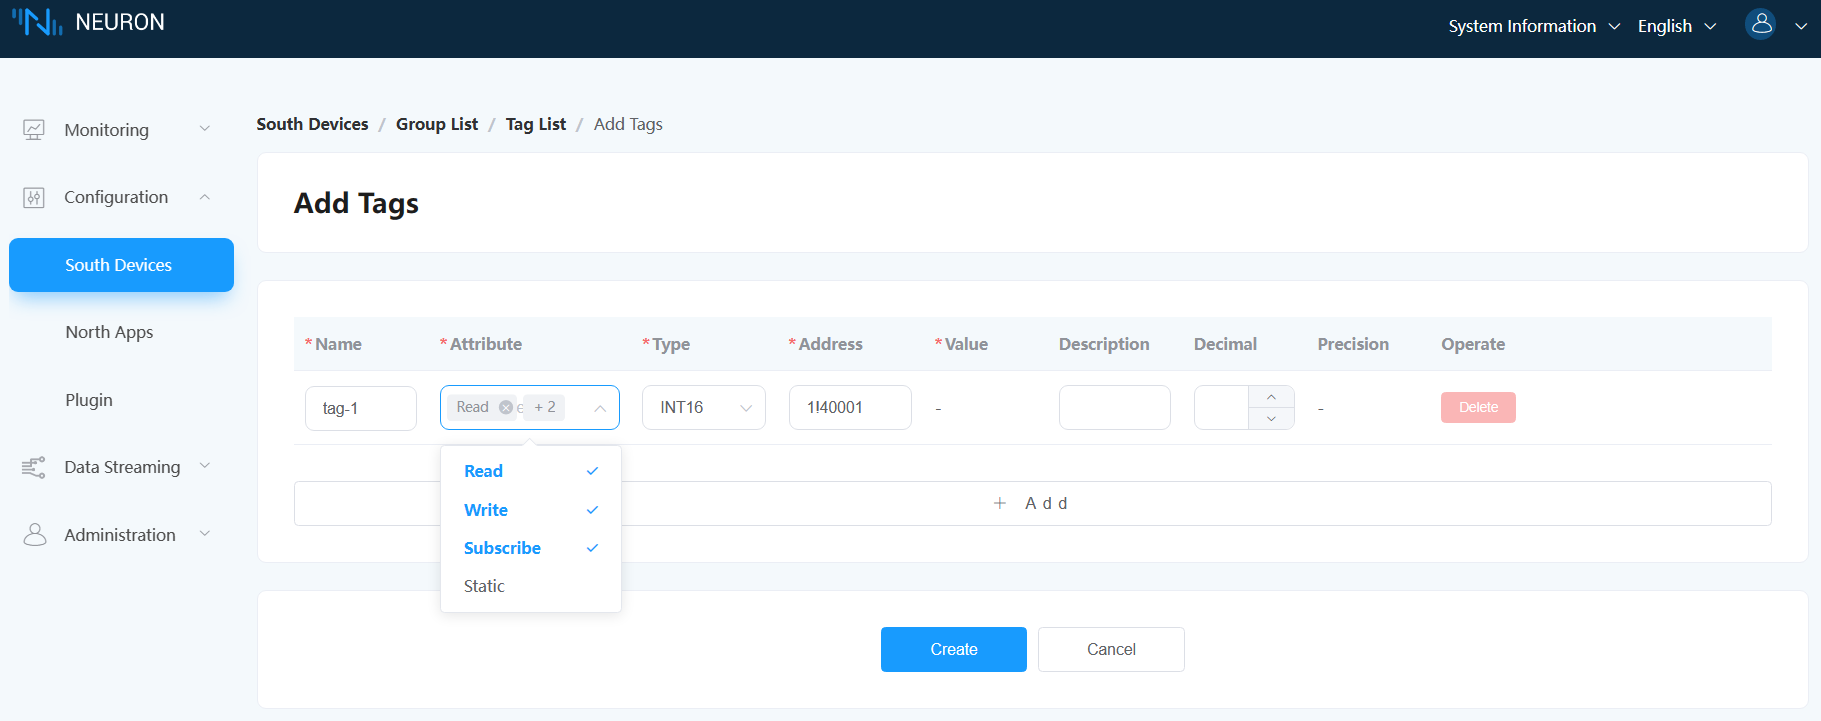 NEURON
System Information English
Monitoring
Configuration
South Devices
North Apps
Plugin
Data Streaming
Administration
South Devices / Group List / Tag List / Add Tags
Add Tags
*Name *Attribute *Type *Address *Value Description Decimal Precision Operate
tag-1 Read + 2 INT16 1!40001 - - Delete
Read
Write
Subscribe
Static
+ Add
Create Cancel